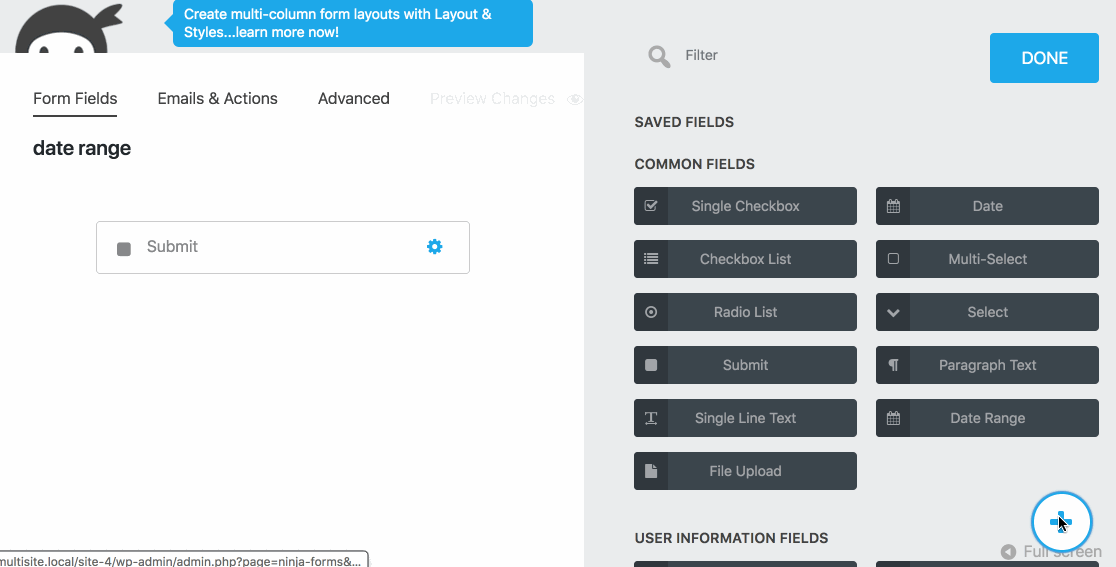 Create multi-column form layouts with Layout &
Styles...learn more now!
Filter
DONE
Form Fields
Emails & Actions
Advanced
Preview Changes
date range
Submit
SAVED FIELDS
COMMON FIELDS
Single Checkbox
Date
Checkbox List
Multi-Select
Radio List
Select
Submit
Paragraph Text
Single Line Text
Date Range
File Upload
USER INFORMATION FIELDS
Full screen
multisite.local/site-4/wp-admin/admin.php?page=ninja-forms&...